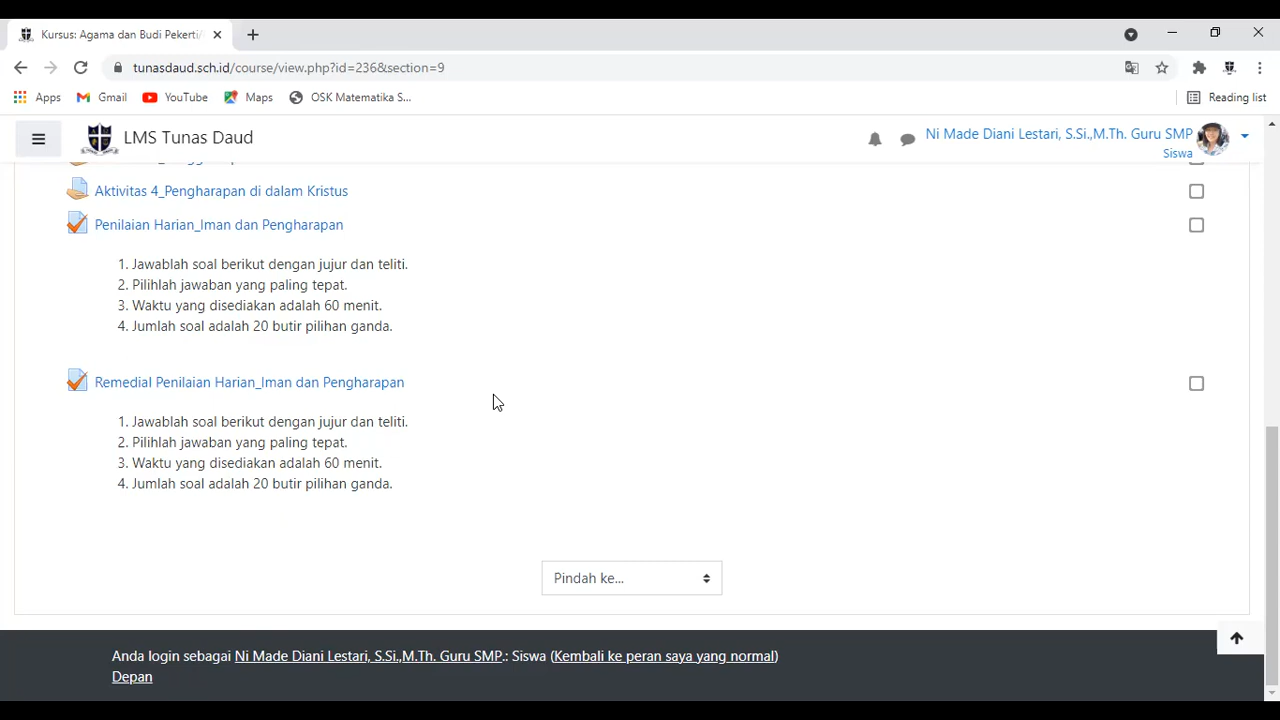 Kursus: Agama dan Budi Pekerti/
tunasdaud.sch.id/course/view.php?id=236&section=9
Apps Gmail YouTube Maps OSK Matematika S... Reading list
LMS Tunas Daud
Ni Made Diani Lestari, S.Si.,M.Th. Guru SMP
Siswa
Aktivitas 4_Pengharapan di dalam Kristus
Penilaian Harian_Iman dan Pengharapan
1. Jawablah soal berikut dengan jujur dan teliti.
2. Pilihlah jawaban yang paling tepat.
3. Waktu yang disediakan adalah 60 menit.
4. Jumlah soal adalah 20 butir pilihan ganda.
Remedial Penilaian Harian_Iman dan Pengharapan
1. Jawablah soal berikut dengan jujur dan teliti.
2. Pilihlah jawaban yang paling tepat.
3. Waktu yang disediakan adalah 60 menit.
4. Jumlah soal adalah 20 butir pilihan ganda.
Pindah ke...
Anda login sebagai Ni Made Diani Lestari, S.Si.,M.Th. Guru SMP.: Siswa (Kembali ke peran saya yang normal)
Depan